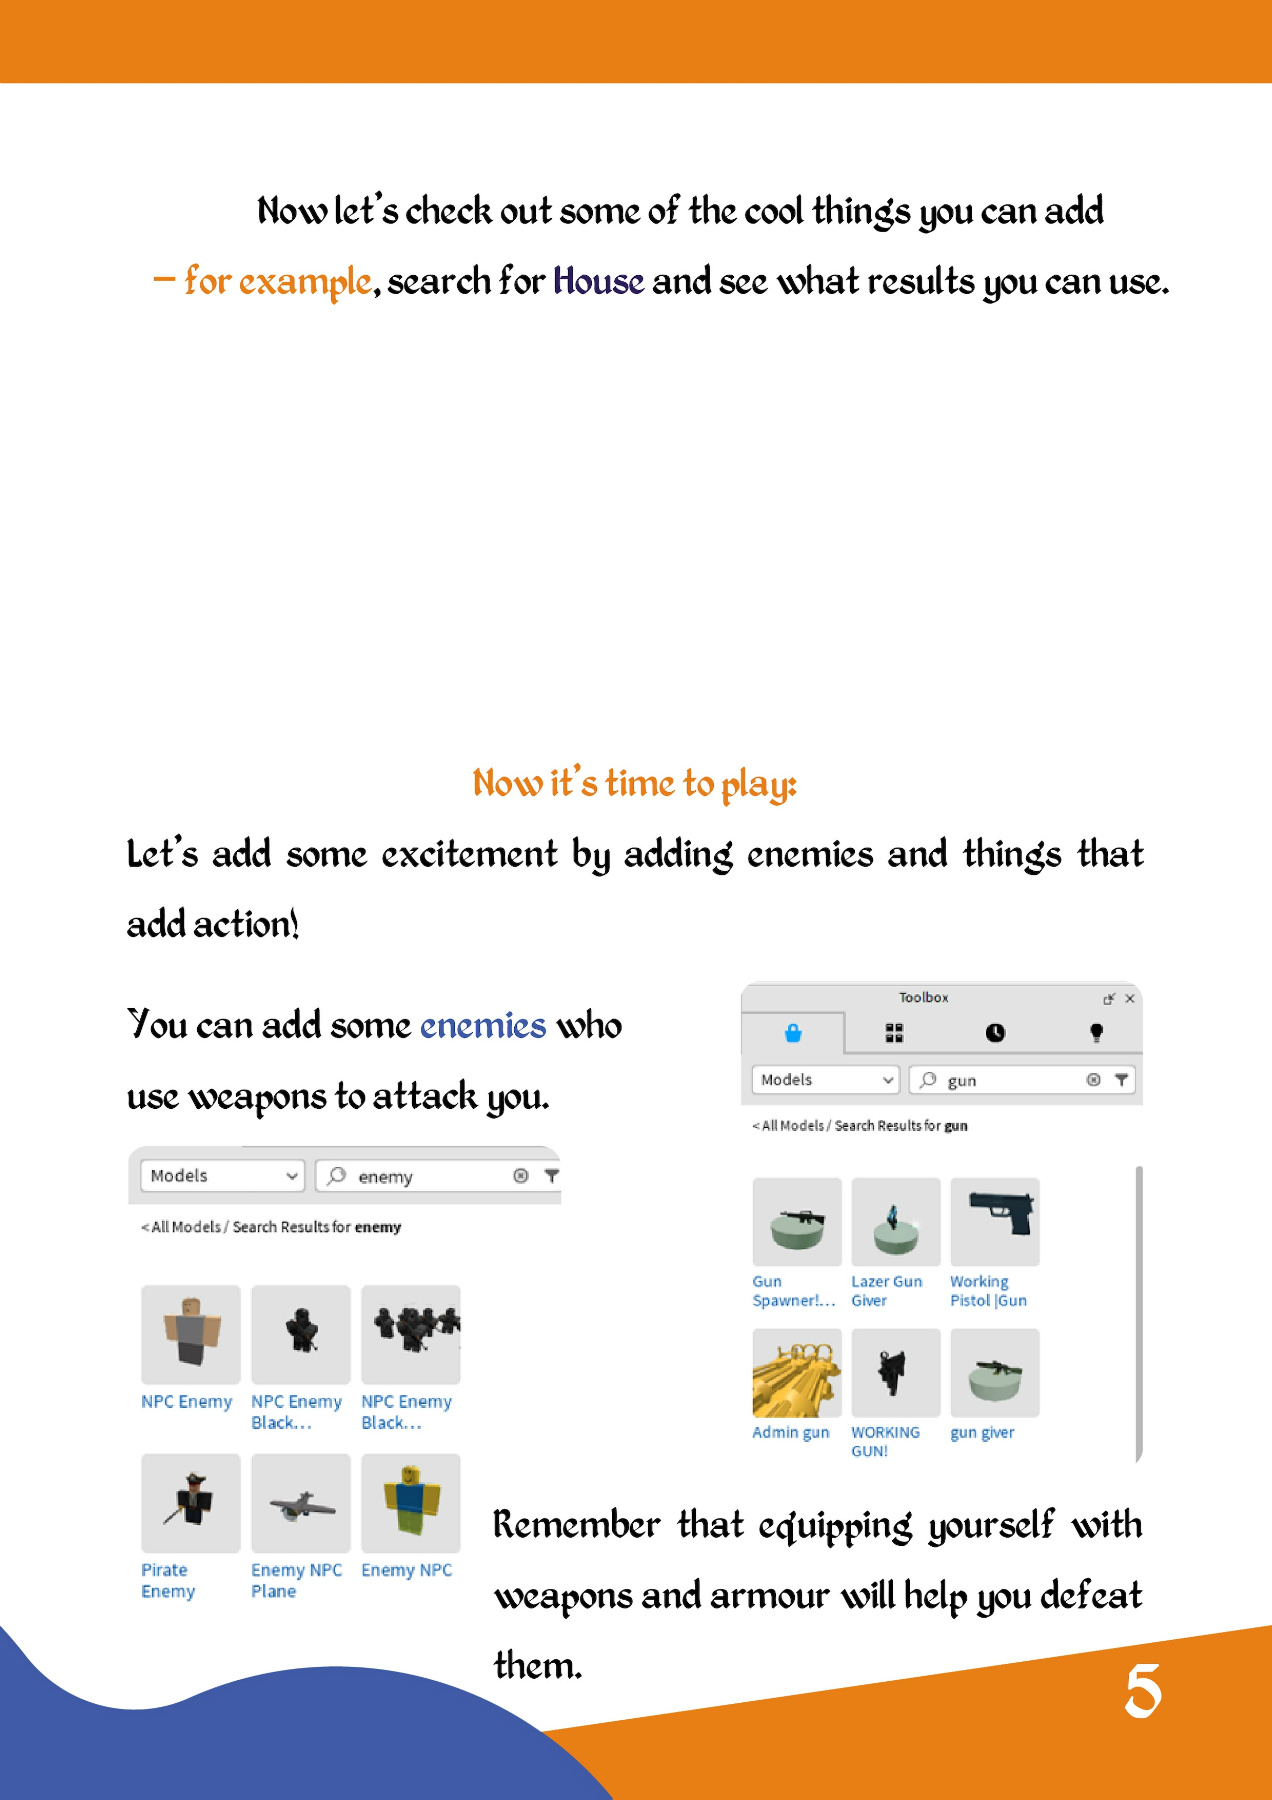 Now let's check out some of the cool things you can add
– for example, search for House and see what results you can use.
Now it's time to play:
Let's add some excitement by adding enemies and things that
add action!
You can add some enemies who
use weapons to attack you.
Models
enemy
< All Models / Search Results for enemy
NPC Enemy
NPC Enemy
Black...
NPC Enemy
Black...
Pirate
Enemy
Enemy NPC
Plane
Enemy NPC
Toolbox
Models
gun
< All Models / Search Results for gun
Gun
Spawner!...
Lazer Gun
Giver
Working
Pistol |Gun
Admin gun
WORKING
GUN!
gun giver
Remember that equipping yourself with
weapons and armour will help you defeat
them.
5